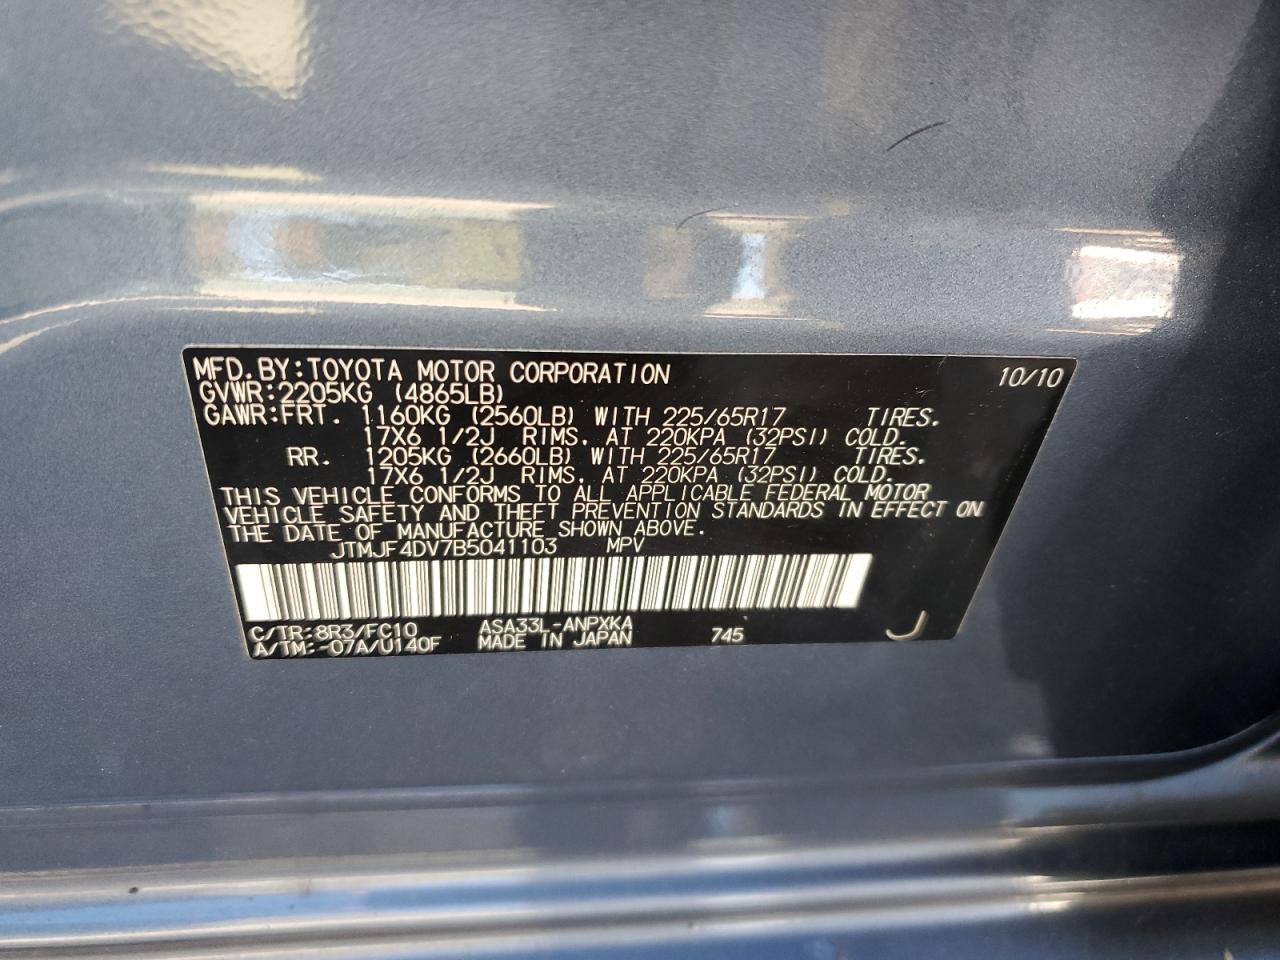 MFD. BY: TOYOTA MOTOR CORPORATION 10/10
GVWR: 2205KG (4865LB)
GAWR: FRT. 1160KG (2560LB) WITH 225/65R17 TIRES.
17X6 1/2J RIMS. AT 220KPA (32PSI) COLD.
RR. 1205KG (2660LB) WITH 225/65R17 TIRES.
17X6 1/2J RIMS. AT 220KPA (32PSI) COLD.
THIS VEHICLE CONFORMS TO ALL APPLICABLE FEDERAL MOTOR
VEHICLE SAFETY AND THEFT PREVENTION STANDARDS IN EFFECT ON
THE DATE OF MANUFACTURE SHOWN ABOVE.
JTMJF4DV7B5041103 MPV
C/TR: 8R3/FC10 ASA33L-ANPXKA
A/TM: -07A/U140F MADE IN JAPAN 745 J